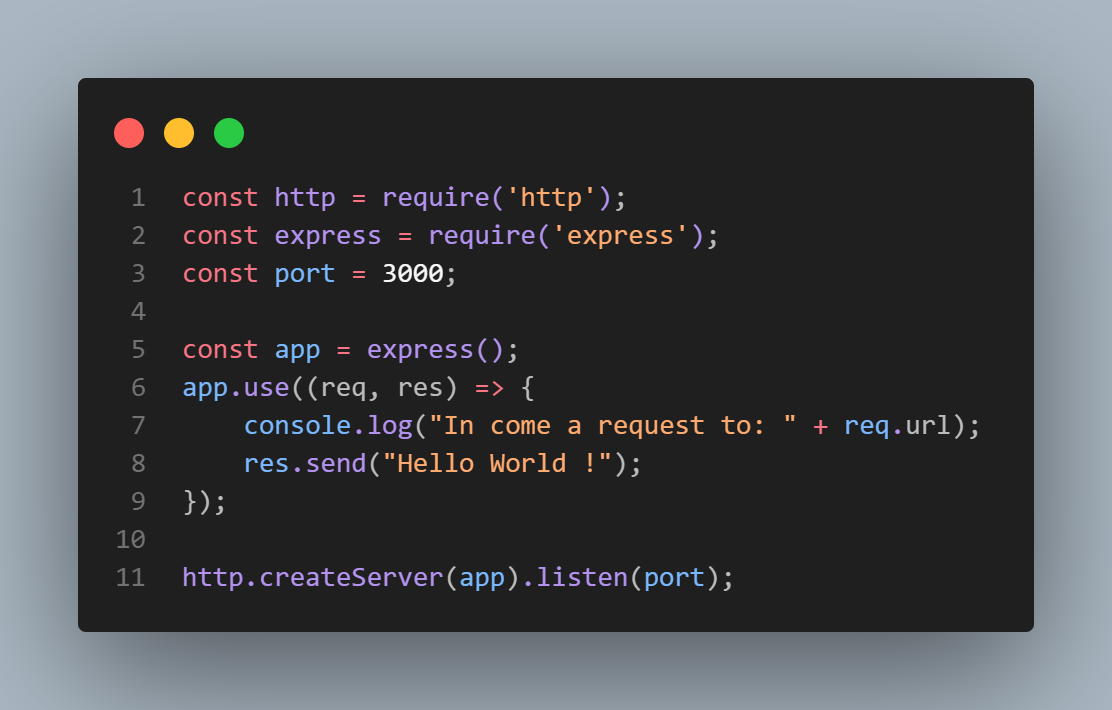 1 const http = require('http');
2 const express = require('express');
3 const port = 3000;
4
5 const app = express();
6 app.use((req, res) => {
7     console.log("In come a request to: " + req.url);
8     res.send("Hello World !");
9 });
10
11 http.createServer(app).listen(port);